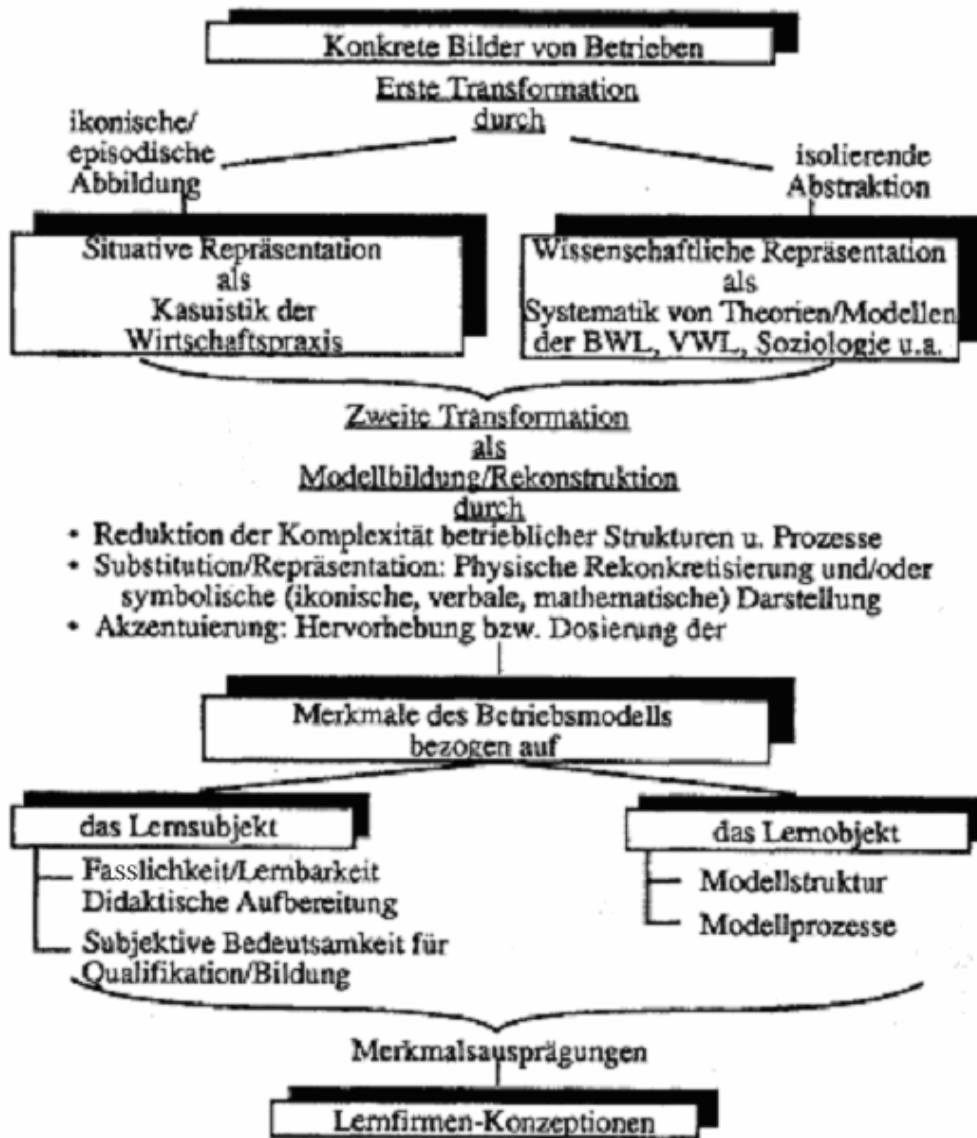 Konkrete Bilder von Betrieben
Erste Transformation
durch
ikonische/
episodische
Abbildung
isolierende
Abstraktion
Situative Repräsentation
als
Kasuistik der
Wirtschaftspraxis
Wissenschaftliche Repräsentation
als
Systematik von Theorien/Modellen
der BWL, VWL, Soziologie u.a.
Zweite Transformation
als
Modellbildung/Rekonstruktion
durch
• Reduktion der Komplexität betrieblicher Strukturen u. Prozesse
• Substitution/Repräsentation: Physische Rekonkretisierung und/oder
symbolische (ikonische, verbale, mathematische) Darstellung
• Akzentuierung: Hervorhebung bzw. Dosierung der
Merkmale des Betriebsmodells
bezogen auf
das Lernsubjekt
Fasslichkeit/Lernbarkeit
Didaktische Aufbereitung
Subjektive Bedeutsamkeit für
Qualifikation/Bildung
das Lernobjekt
Modellstruktur
Modellprozesse
Merkmalsausprägungen
Lernfirmen-Konzeptionen